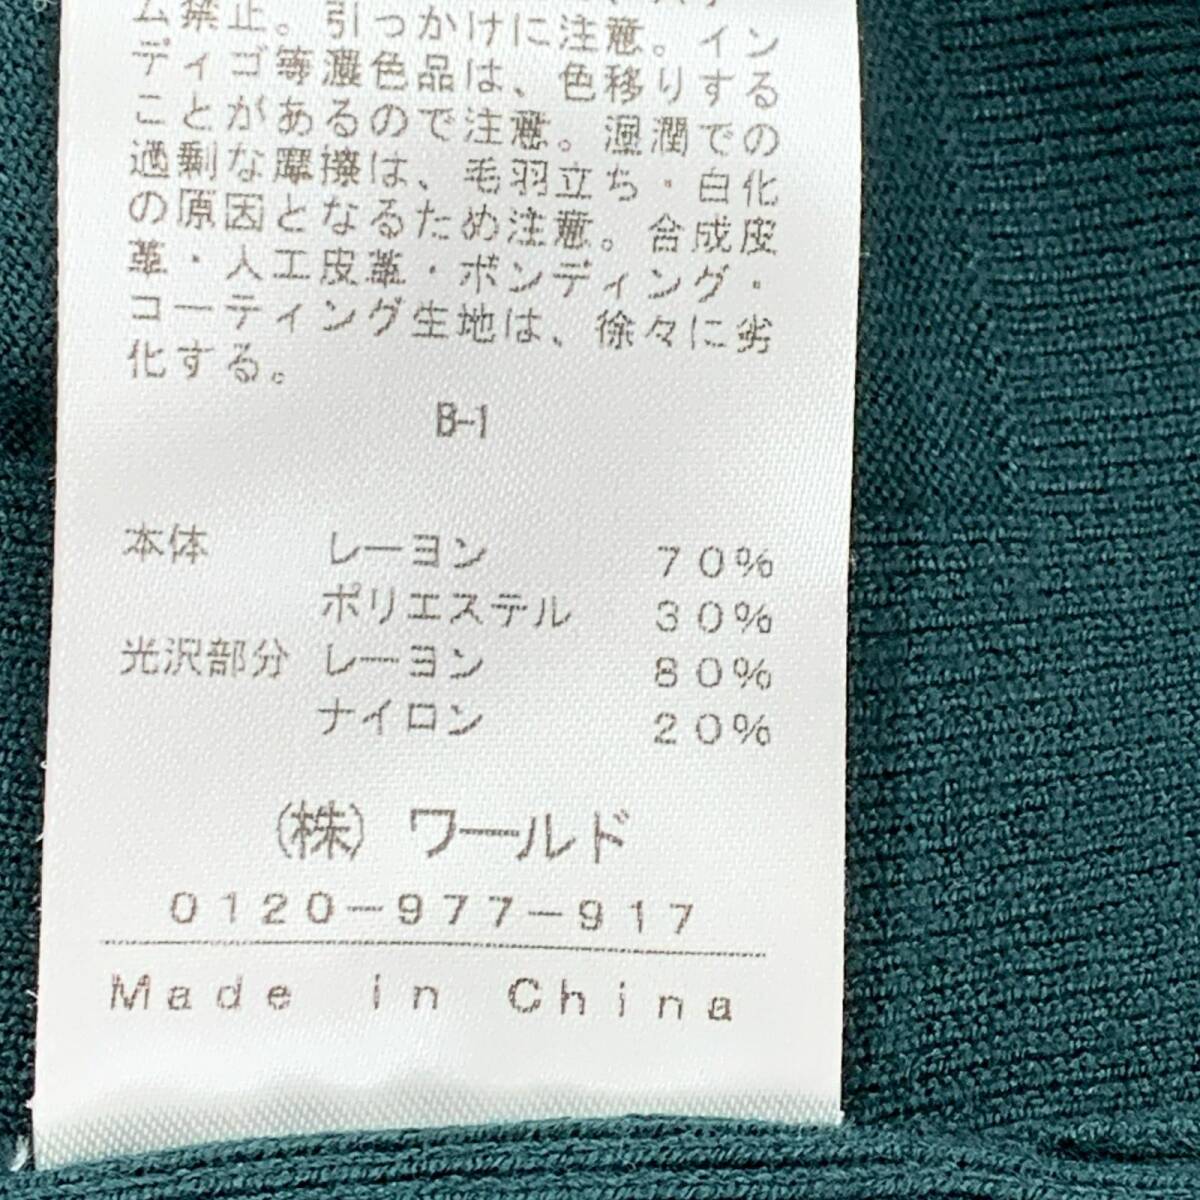 ム禁止。引っかけに注意。イン
ディゴ等濃色品は、色移りする
ことがあるので注意。湿潤での
過剰な摩擦は、毛羽立ち・白化
の原因となるため注意。合成皮
革・人工皮革・ボンディング・
コーティング生地は、徐々に劣
化する。
B-1
本体 レーヨン 70%
ポリエステル 30%
光沢部分 レーヨン 80%
ナイロン 20%
(株) ワールド
0120-977-917
Made in China